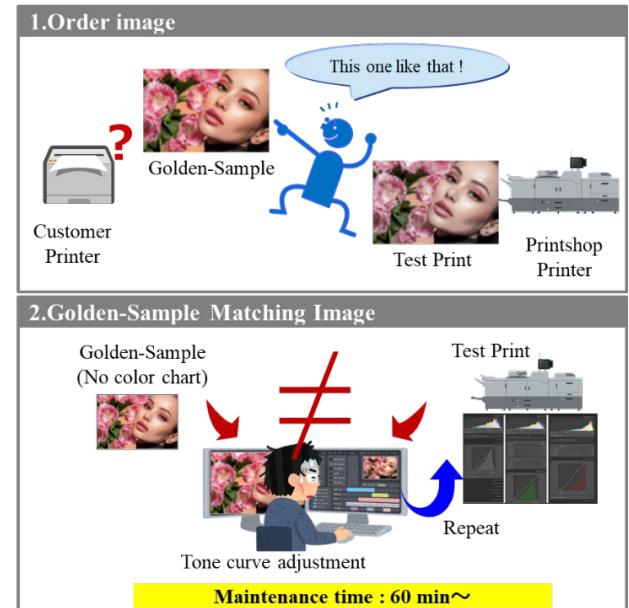 1.Order image
This one like that !
?
Golden-Sample
Customer
Printer
Test Print
Printshop
Printer
2.Golden-Sample Matching Image
Golden-Sample
(No color chart)
Test Print
Repeat
Tone curve adjustment
Maintenance time : 60 min～